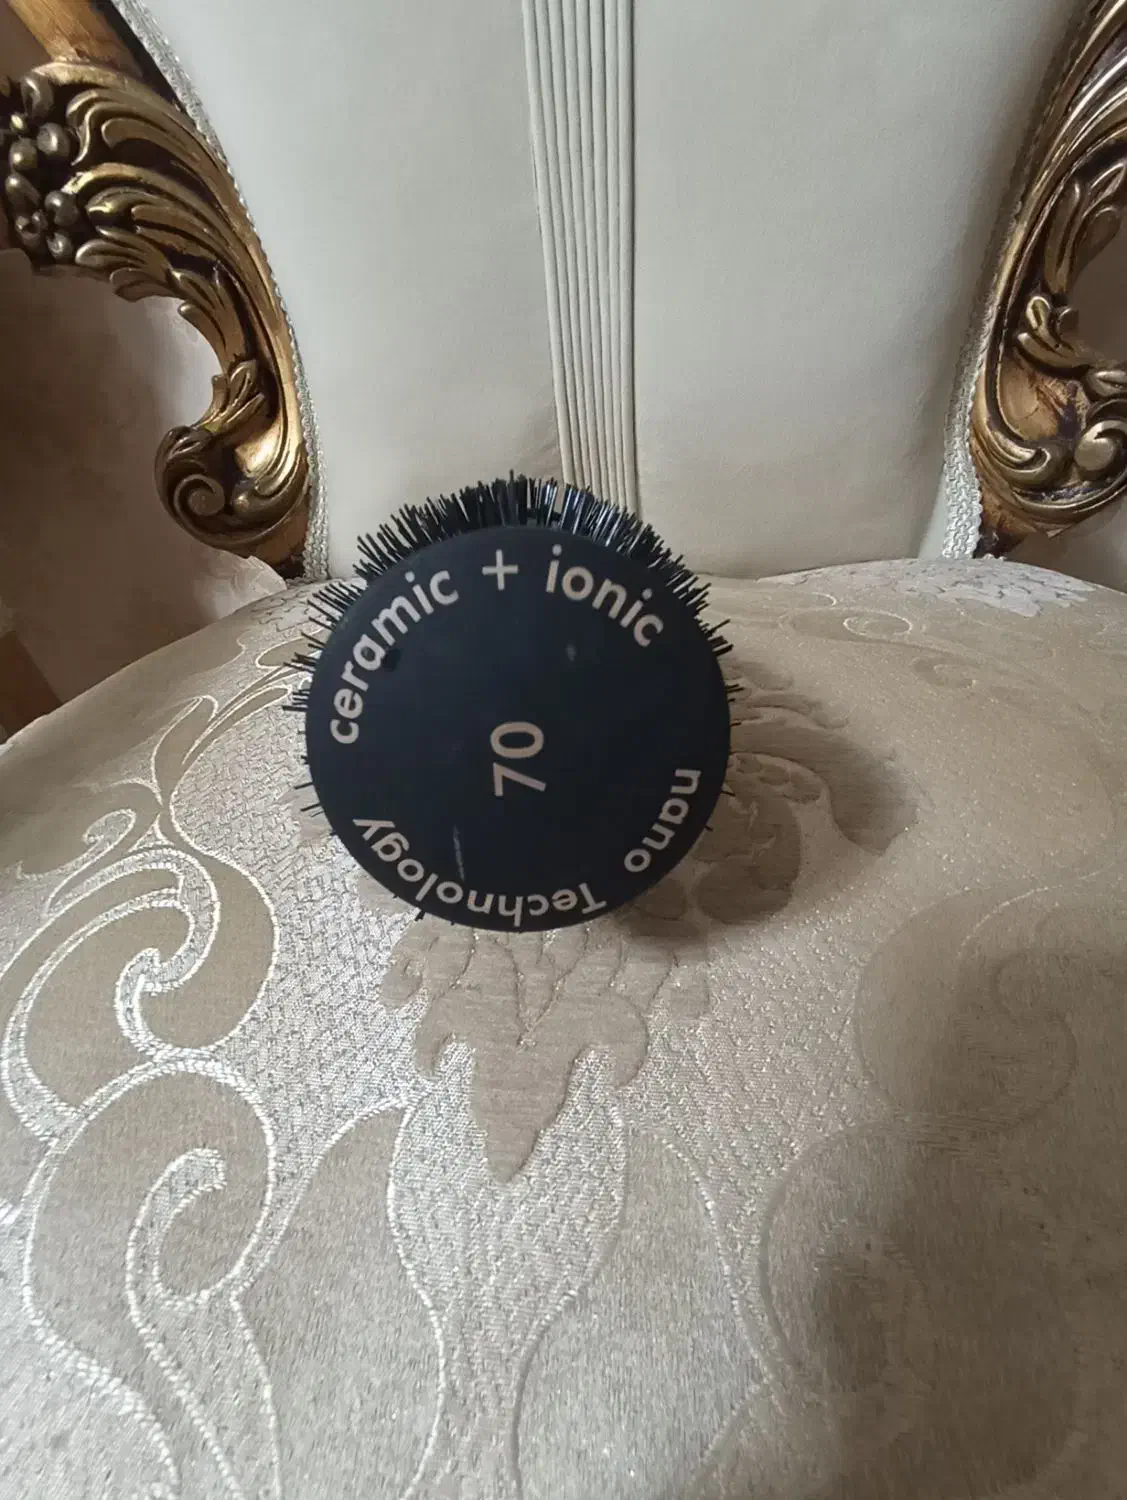 ceramic + ionic
nano Technology
70